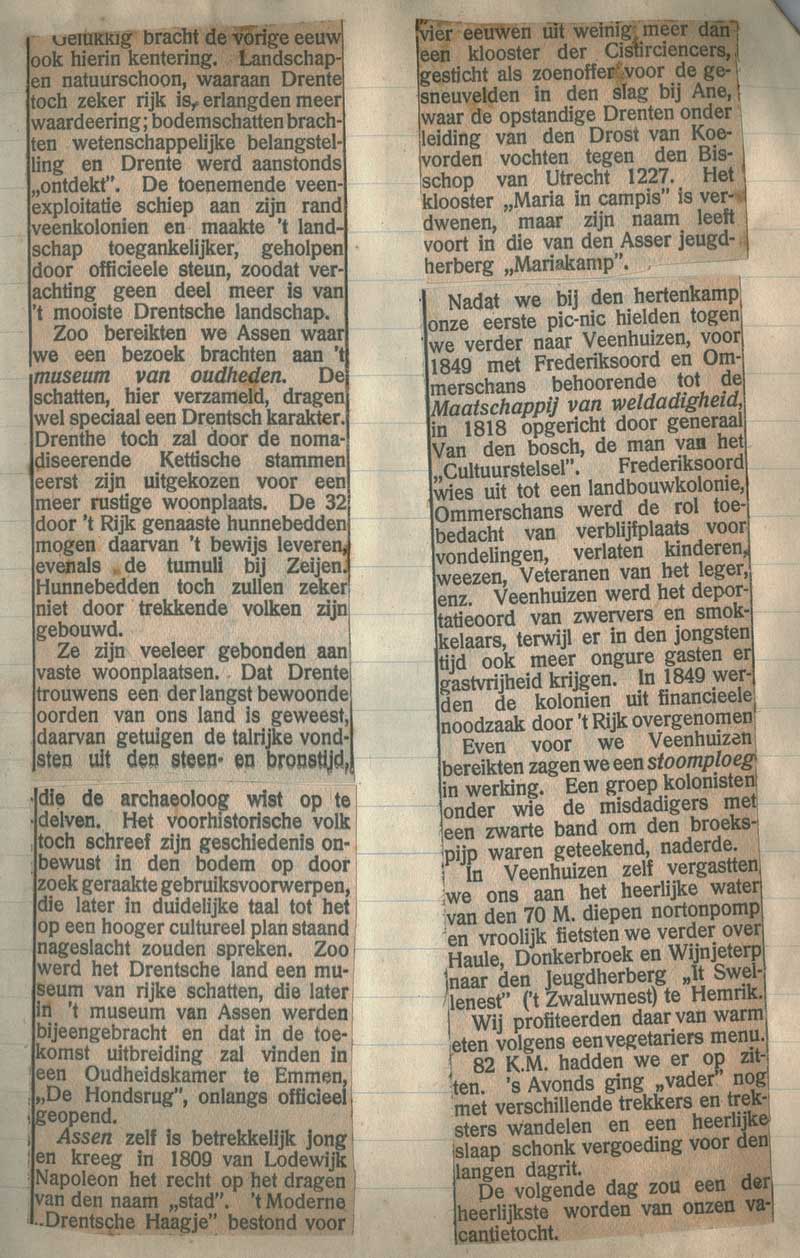 Gelukkig bracht de vorige eeuw
ook hierin kentering. Landschap-
en natuurschoon, waaraan Drente
toch zeker rijk is, erlangden meer
waardeering; bodemschatten brach-
ten wetenschappelijke belangstel-
ling en Drente werd aanstonds
„ontdekt”. De toenemende veen-
exploitatie schiep aan zijn rand
veenkolonien en maakte ’t land-
schap toegankelijker, geholpen
door officieele steun, zoodat ver-
achting geen deel meer is van
’t mooiste Drentsche landschap.
Zoo bereikten we Assen waar
we een bezoek brachten aan ’t
museum van oudheden. De
schatten, hier verzameld, dragen
wel speciaal een Drentsch karakter.
Drenthe toch zal door de noma-
diseerende Kettische stammen
eerst zijn uitgekozen voor een
meer rustige woonplaats. De 32
door ’t Rijk genaaste hunnebedden
mogen daarvan ’t bewijs leveren,
evenals de tumuli bij Zeijen.
Hunnebedden toch zullen zeker
niet door trekkende volken zijn
gebouwd.
Ze zijn veeleer gebonden aan
vaste woonplaatsen. Dat Drente
trouwens een der langst bewoonde
oorden van ons land is geweest,
daarvan getuigen de talrijke vond-
sten uit den steen- en bronstijd,
die de archaeoloog wist op te
delven. Het voorhistorische volk
toch schreef zijn geschiedenis on-
bewust in den bodem op door
zoek geraakte gebruiksvoorwerpen,
die later in duidelijke taal tot het
op een hooger cultureel plan staand
nageslacht zouden spreken. Zoo
werd het Drentsche land een mu-
seum van rijke schatten, die later
in ’t museum van Assen werden
bijeengebracht en dat in de toe-
komst uitbreiding zal vinden in
een Oudheidskamer te Emmen,
„De Hondsrug”, onlangs officieel
geopend.
Assen zelf is betrekkelijk jong
en kreeg in 1809 van Lodewijk
Napoleon het recht op het dragen
van den naam „stad”. ’t Moderne
„Drentsche Haagje” bestond voor
vier eeuwen uit weinig meer dan
een klooster der Cistirciencers,
gesticht als zoenoffer voor de ge-
sneuvelden in den slag bij Ane,
waar de opstandige Drenten onder
leiding van den Drost van Koe-
vorden vochten tegen den Bis-
schop van Utrecht 1227. Het
klooster „Maria in campis” is ver-
dwenen, maar zijn naam leeft
voort in die van den Asser jeugd-
herberg „Mariakamp”.
Nadat we bij den hertenkamp
onze eerste pic-nic hielden togen
we verder naar Veenhuizen, voor
1849 met Frederiksoord en Om-
merschans behoorende tot de
Maatschappij van weldadigheid,
in 1818 opgericht door generaal
Van den bosch, de man van het
„Cultuurstelsel”. Frederiksoord
wies uit tot een landbouwkolonie,
Ommerschans werd de rol toe-
bedacht van verblijfplaats voor
vondelingen, verlaten kinderen,
weezen, Veteranen van het leger,
enz. Veenhuizen werd het depor-
tatieoord van zwervers en smok-
kelaars, terwijl er in den jongsten
tijd ook meer ongure gasten er
gastvrijheid krijgen. In 1849 wer-
den de kolonien uit financieele
noodzaak door ’t Rijk overgenomen
Even voor we Veenhuizen
bereikten zagen we een stoomploeg
in werking. Een groep kolonisten
onder wie de misdadigers met
een zwarte band om den broeks-
pijp waren geteekend, naderde.
In Veenhuizen zelf vergastten
we ons aan het heerlijke water
van den 70 M. diepen nortonpomp
en vroolijk fietsten we verder over
Haule, Donkerbroek en Wijnjeterp
naar den Jeugdherberg „It Swel-
lenest” (’t Zwaluwnest) te Hemrik.
Wij profiteerden daar van warm
eten volgens een vegetariers menu.
82 K.M. hadden we er op zit-
ten. ’s Avonds ging „vader” nog
met verschillende trekkers en trek-
sters wandelen en een heerlijke
slaap schonk vergoeding voor den
langen dagrit.
De volgende dag zou een der
heerlijkste worden van onzen va-
cantietocht.